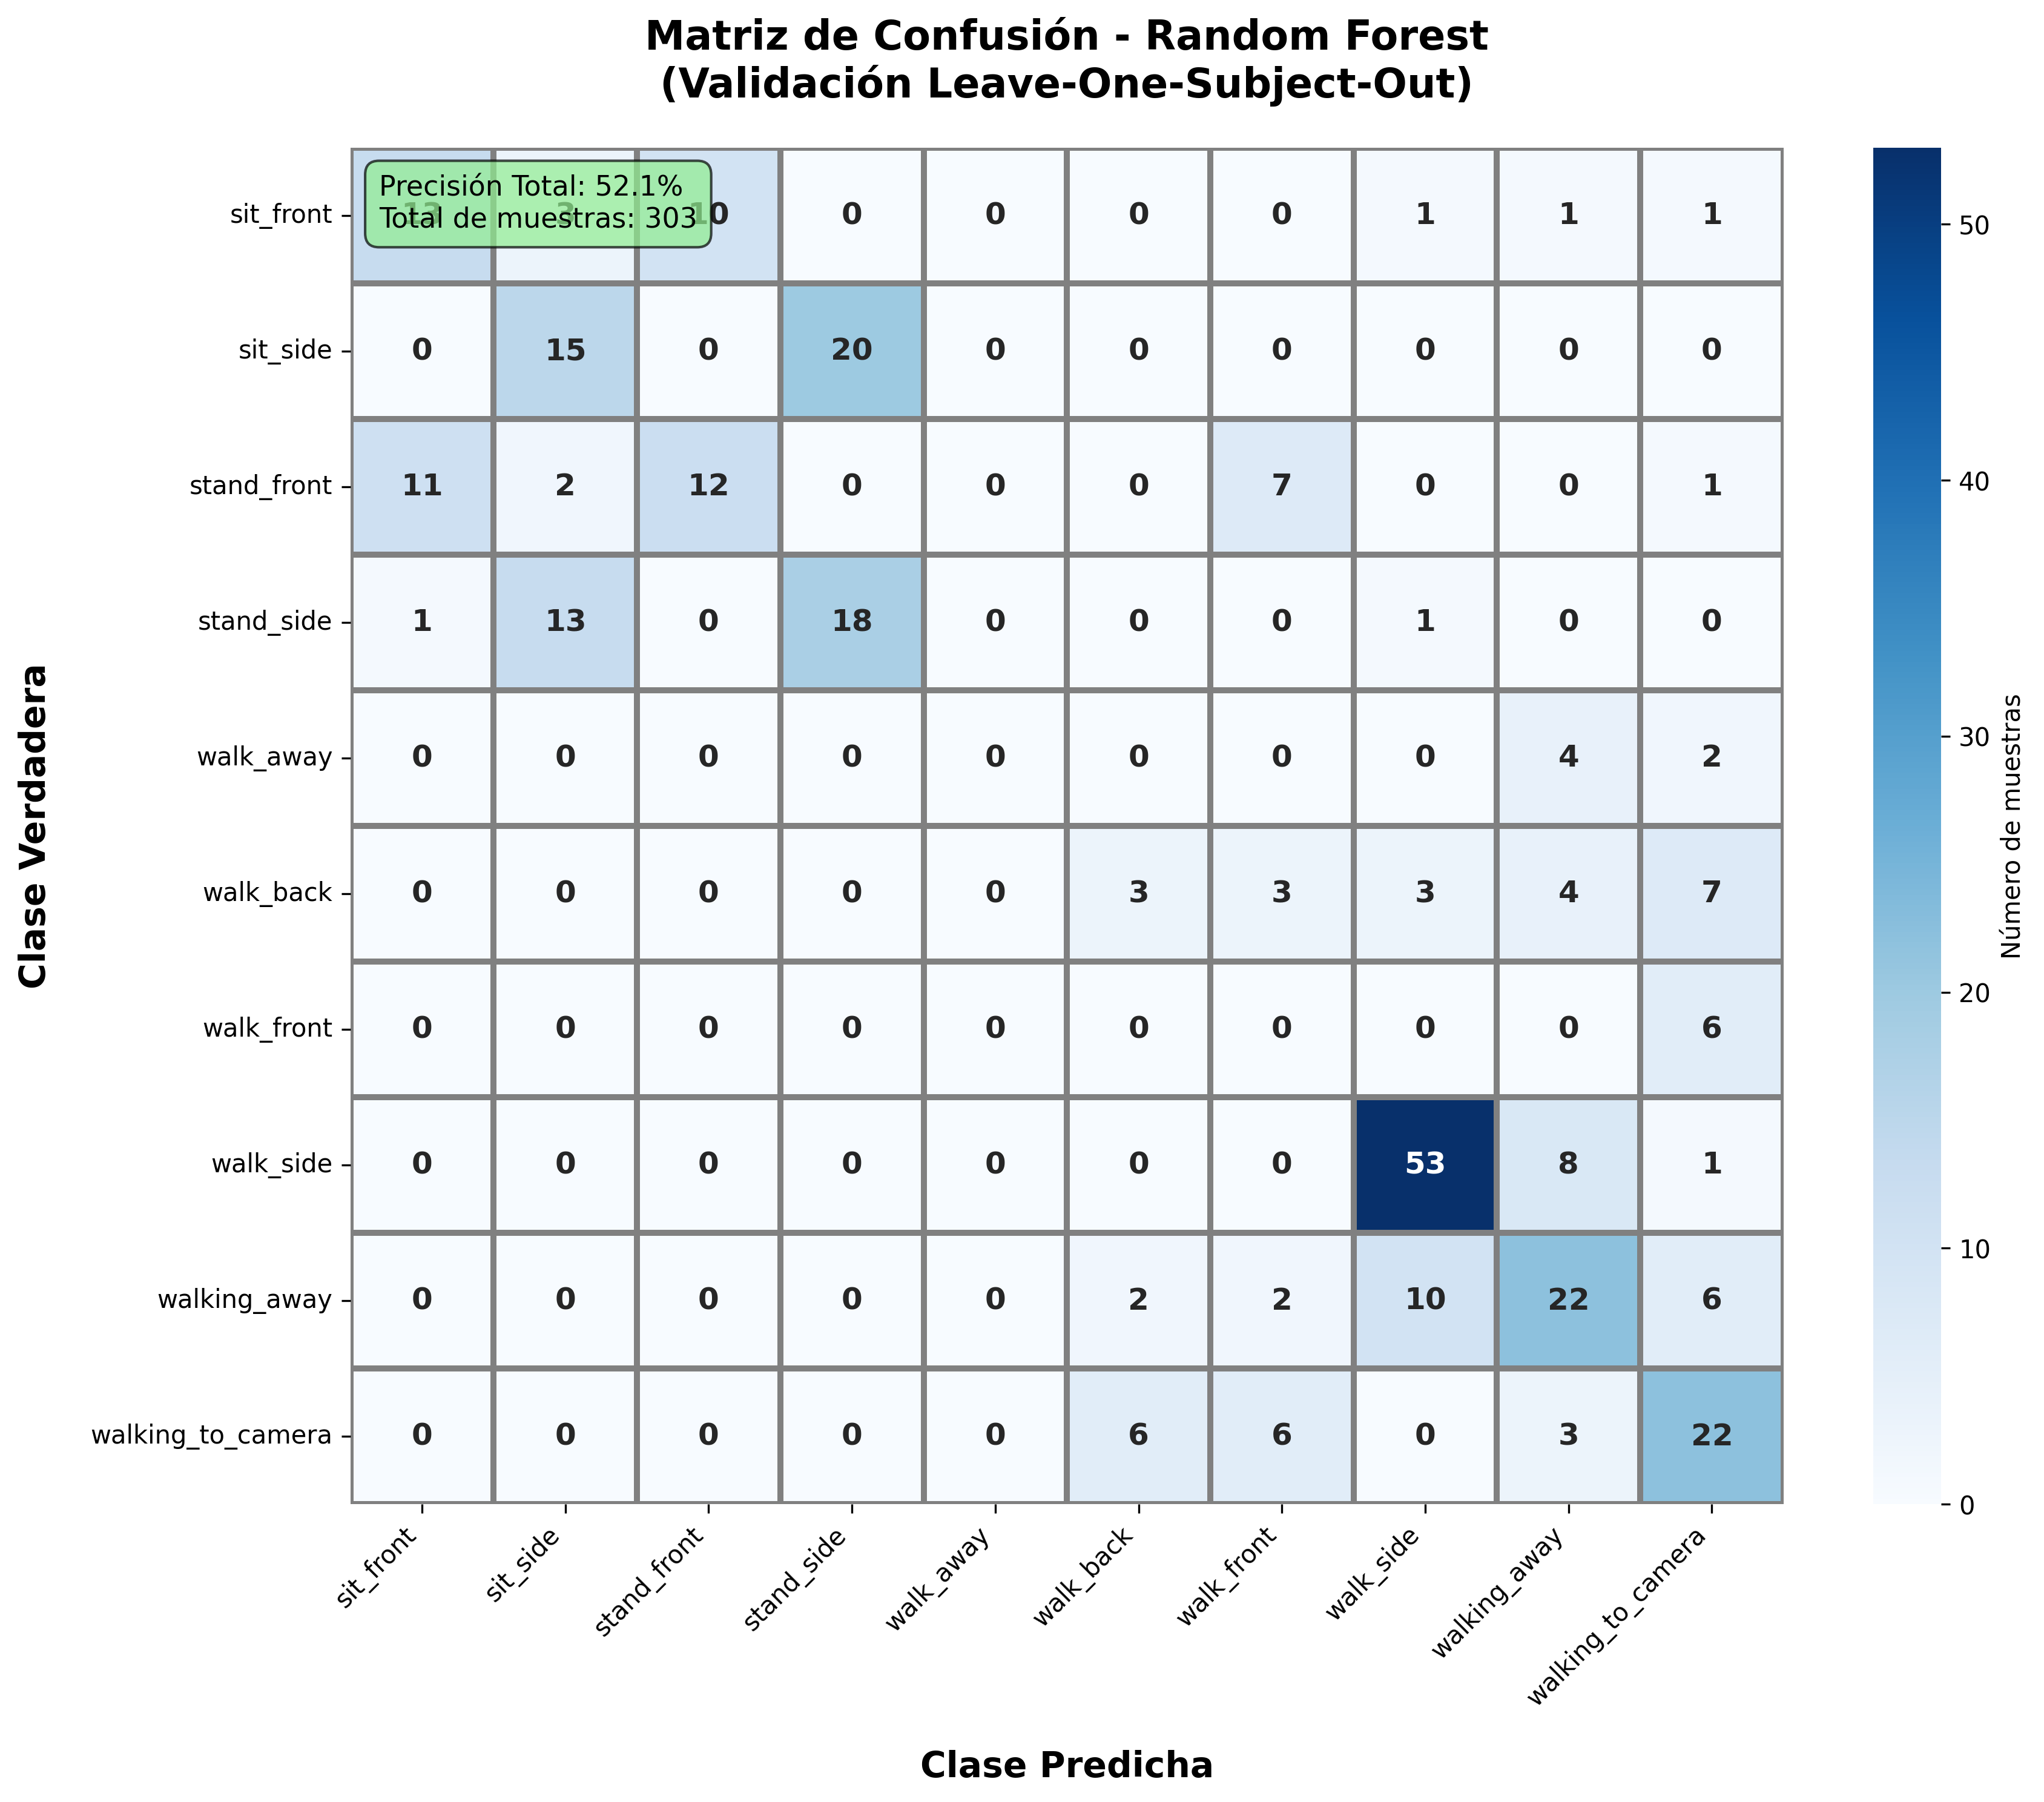 Matriz de Confusión - Random Forest
(Validación Leave-One-Subject-Out)
Precisión Total: 52.1%
Total de muestras: 303
sit_front 13 3 10 0 0 0 0 1 1 1
sit_side 0 15 0 20 0 0 0 0 0 0
stand_front 11 2 12 0 0 0 7 0 0 1
stand_side 1 13 0 18 0 0 0 1 0 0
walk_away 0 0 0 0 0 0 0 0 4 2
walk_back 0 0 0 0 0 3 3 3 4 7
walk_front 0 0 0 0 0 0 0 0 0 6
walk_side 0 0 0 0 0 0 0 53 8 1
walking_away 0 0 0 0 0 2 2 10 22 6
walking_to_camera 0 0 0 0 0 6 6 0 3 22
sit_front sit_side stand_front stand_side walk_away walk_back walk_front walk_side walking_away walking_to_camera
Clase Predicha
Clase Verdadera
50
40
30
20
10
0
Número de muestras